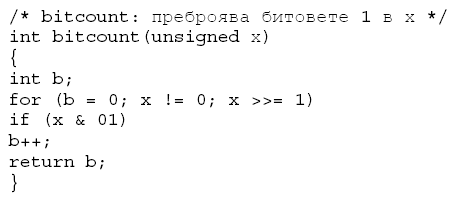 /* bitcount: преброява битовете 1 в x */
int bitcount(unsigned x)
{
int b;
for (b = 0; x != 0; x >>= 1)
if (x & 01)
b++;
return b;
}